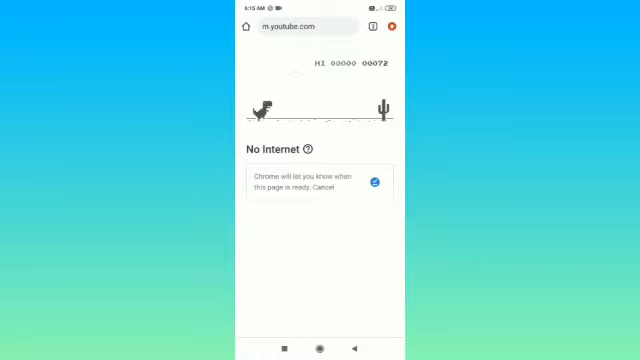 6:15 AM
m.youtube.com
2
HI 00000 00072
No Internet
Chrome will let you know when
this page is ready. Cancel